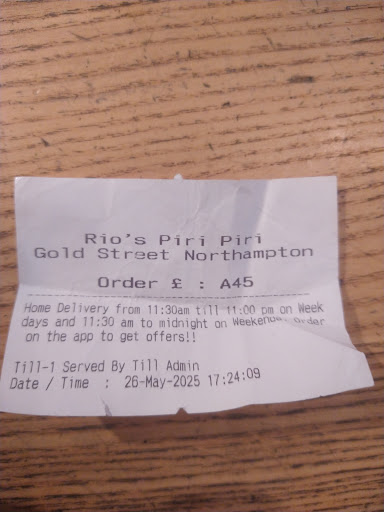 Rio's Piri Piri
Gold Street Northampton
Order £ : A45
Home Delivery from 11:30am till 11:00 pm on Week
days and 11:30 am to midnight on Weekends. Order
on the app to get offers!!
Till-1 Served By Till Admin
Date / Time : 26-May-2025 17:24:09